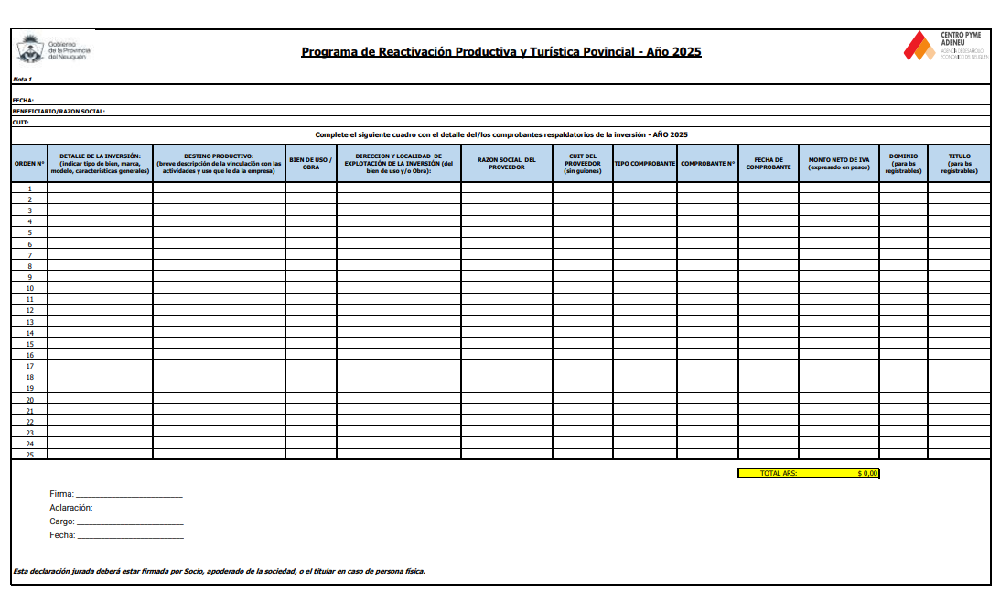 Gobierno
de la Provincia
del Neuquén
Programa de Reactivación Productiva y Turística Povincial - Año 2025
CENTRO PYME
ADENEU
AGENCIA DE DESARROLLO
ECONÓMICO DEL NEUQUÉN
Nota 1
FECHA:
BENEFICIARIO/RAZON SOCIAL:
CUIT:
Complete el siguiente cuadro con el detalle del/los comprobantes respaldatorios de la inversión - AÑO 2025
ORDEN Nº
DETALLE DE LA INVERSIÓN:
(indicar tipo de bien, marca,
modelo, características generales)
DESTINO PRODUCTIVO:
(breve descripción de la vinculación con las
actividades y uso que le da la empresa)
BIEN DE USO /
OBRA
DIRECCION Y LOCALIDAD DE
EXPLOTACIÓN DE LA INVERSIÓN (del
bien de uso y/o Obra):
RAZON SOCIAL DEL
PROVEEDOR
CUIT DEL
PROVEEDOR
(sin guiones)
TIPO COMPROBANTE
COMPROBANTE Nº
FECHA DE
COMPROBANTE
MONTO NETO DE IVA
(expresado en pesos)
DOMINIO
(para bs
registrables)
TITULO
(para bs
registrables)
1
2
3
4
5
6
7
8
9
10
11
12
13
14
15
16
17
18
19
20
21
22
23
24
25
TOTAL ARS: $ 0,00
Firma: ________________________
Aclaración: ____________________
Cargo: ________________________
Fecha: ________________________
Esta declaración jurada deberá estar firmada por Socio, apoderado de la sociedad, o el titular en caso de persona física.